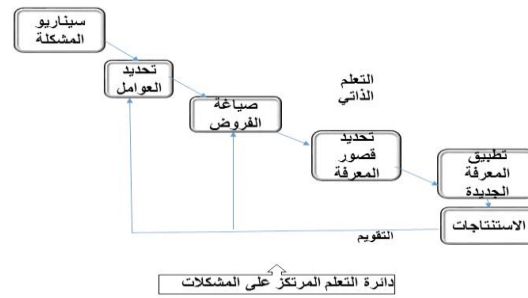 سيناريو
المشكلة
تحديد
العوامل
صياغة
الفروض
التعلم
الذاتي
تحديد
قصور
المعرفة
تطبيق
المعرفة
الجديدة
الاستنتاجات
التقويم
دائرة التعلم المرتكز على المشكلات